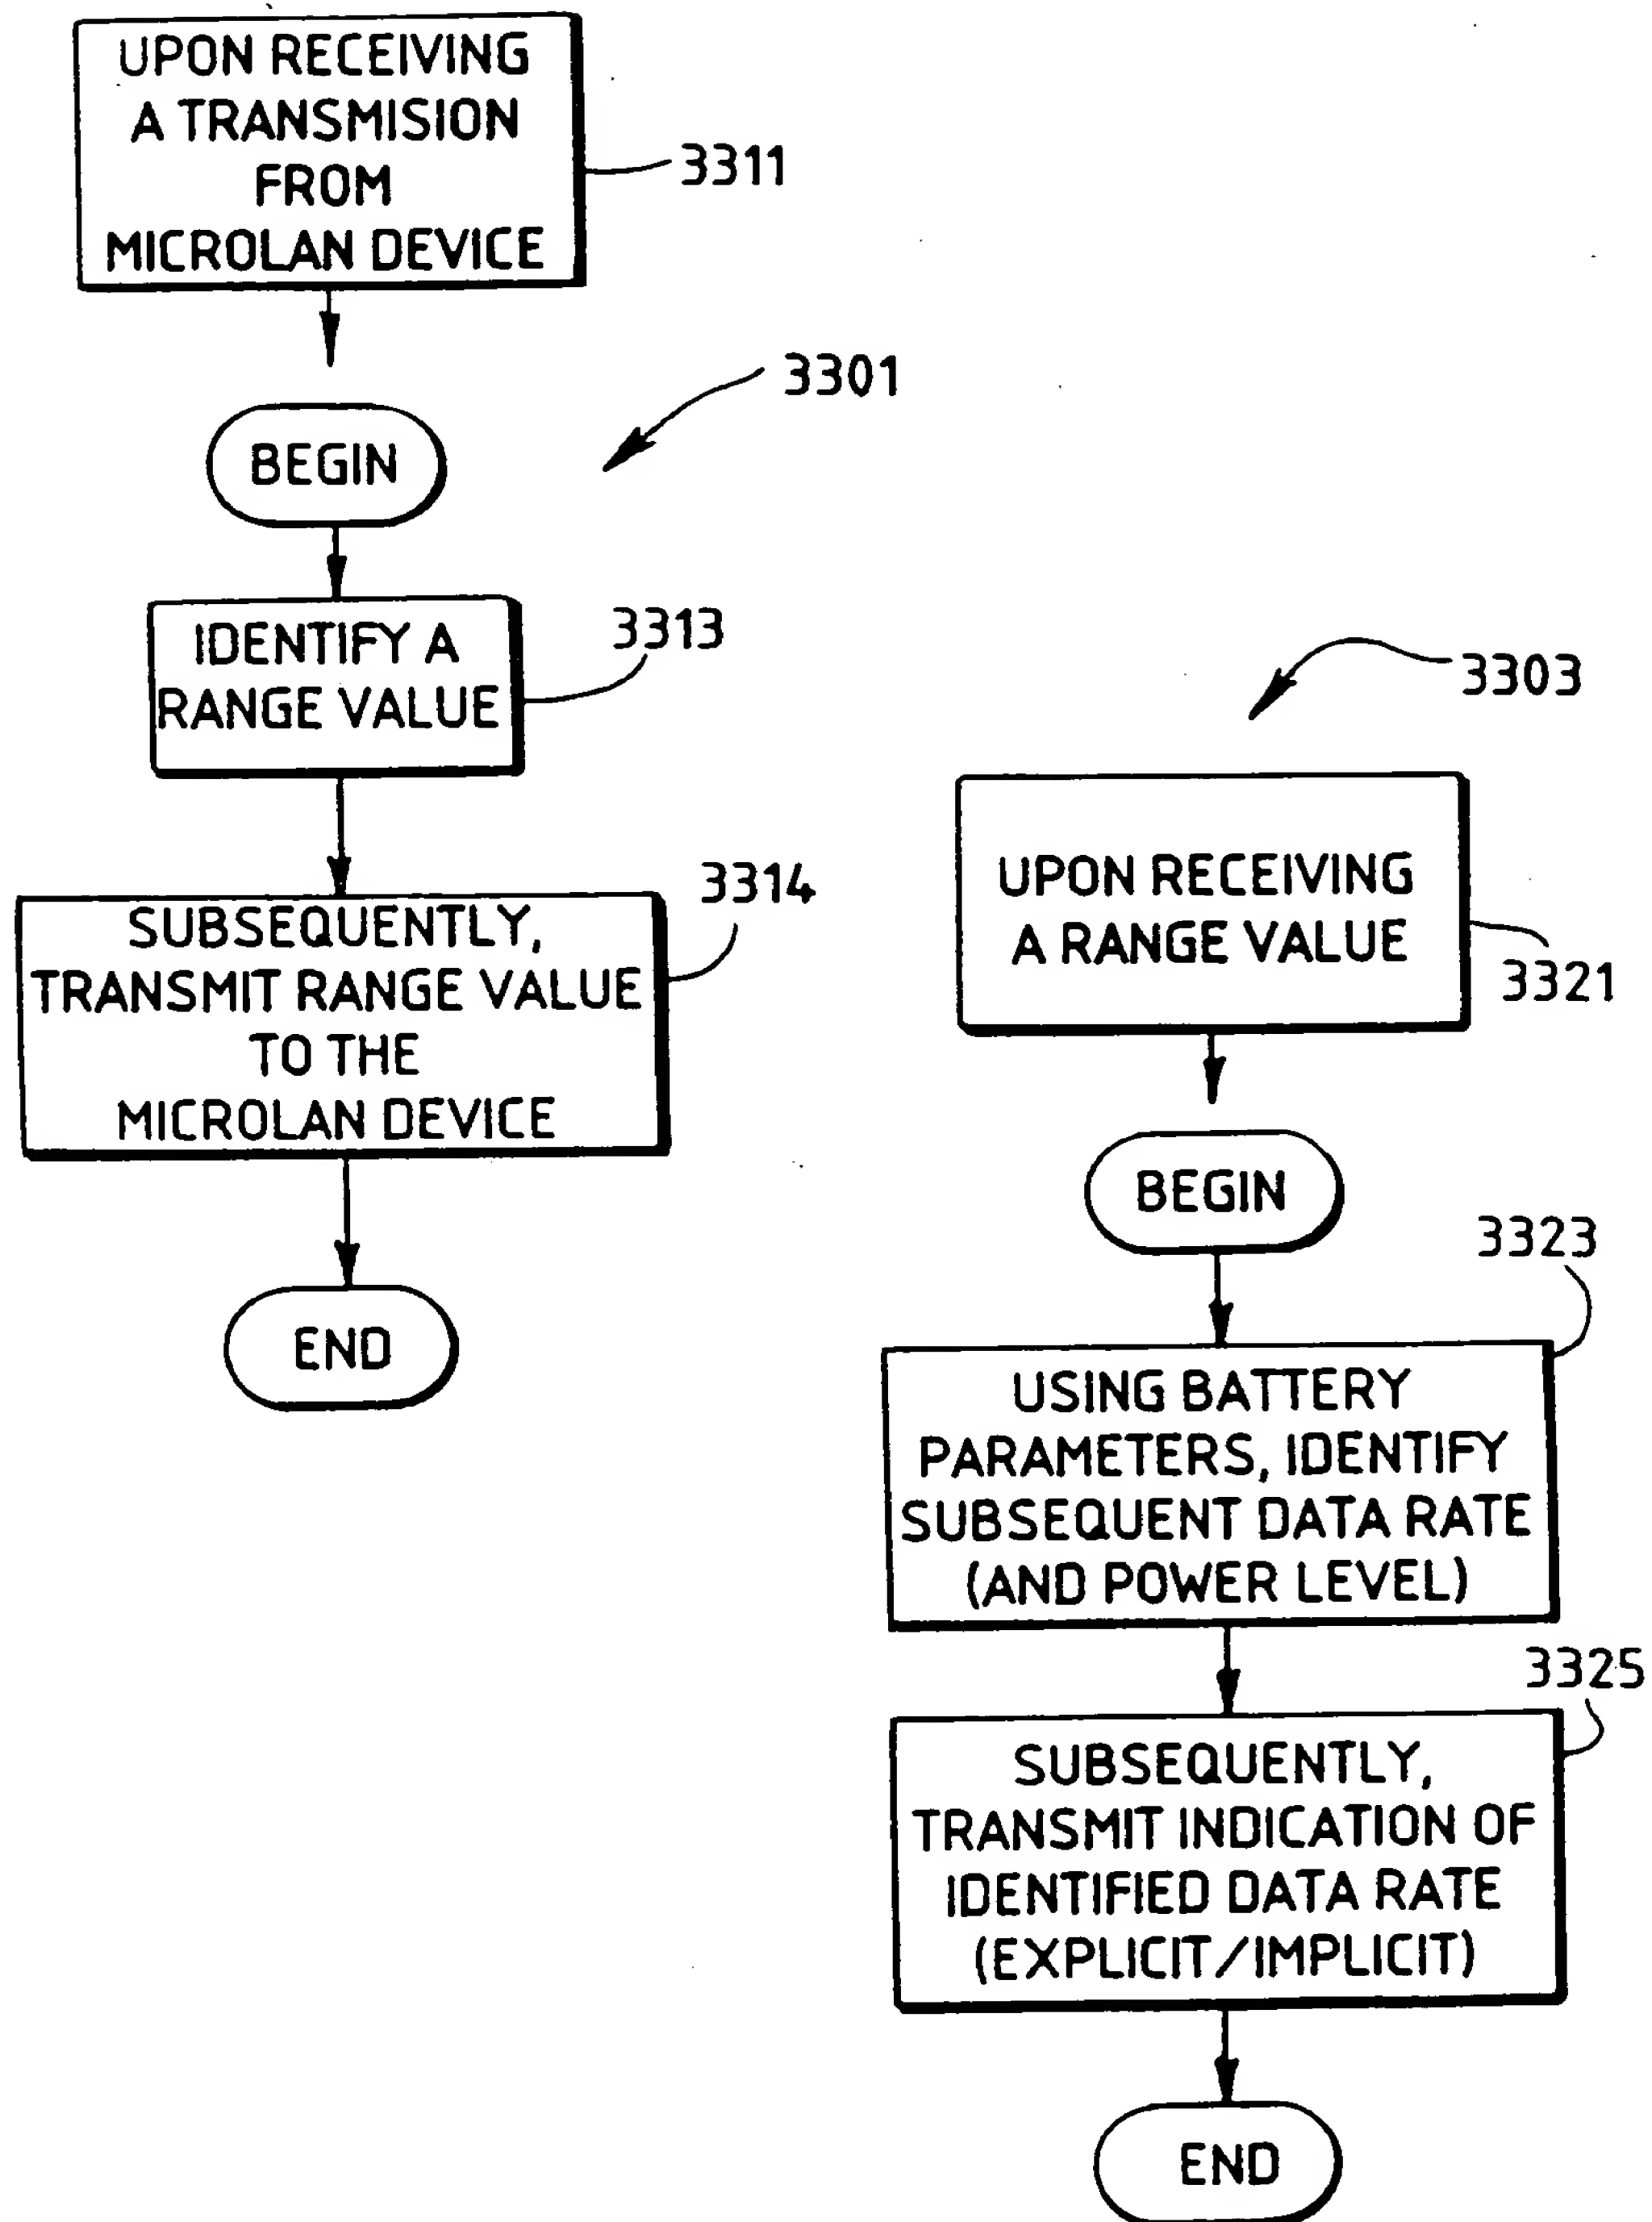 UPON RECEIVING
A TRANSMISION
FROM
MICROLAN DEVICE
3311
3301
BEGIN
IDENTIFY A
RANGE VALUE
3313
SUBSEQUENTLY,
TRANSMIT RANGE VALUE
TO THE
MICROLAN DEVICE
3314
END
3303
UPON RECEIVING
A RANGE VALUE
3321
BEGIN
3323
USING BATTERY
PARAMETERS, IDENTIFY
SUBSEQUENT DATA RATE
(AND POWER LEVEL)
3325
SUBSEQUENTLY,
TRANSMIT INDICATION OF
IDENTIFIED DATA RATE
(EXPLICIT/IMPLICIT)
END